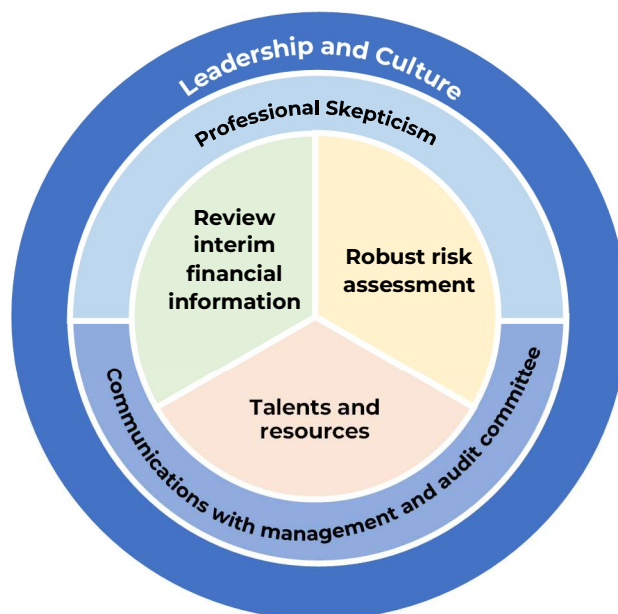 Leadership and Culture
Professional Skepticism
Review
interim
financial
information
Robust risk
assessment
Talents and
resources
Communications with management and audit committee